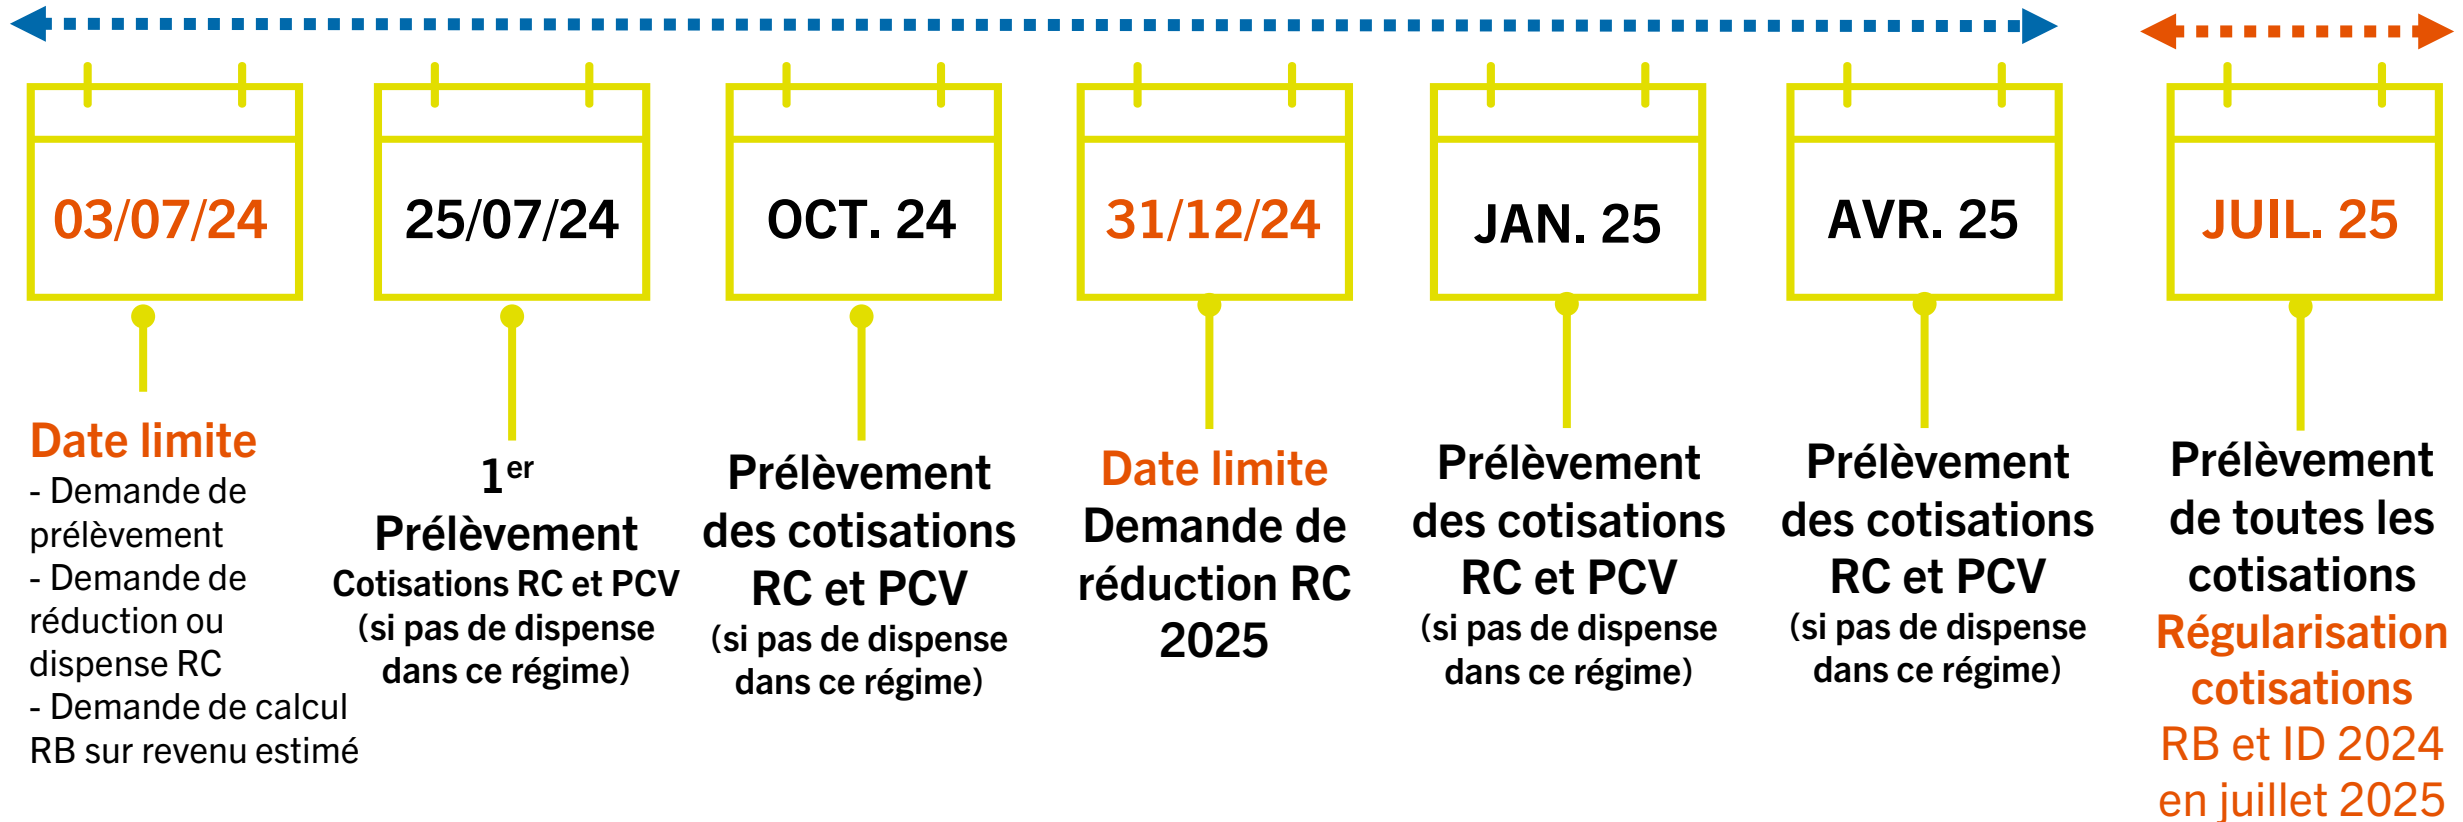 03/07/24
Date limite
- Demande de
prélèvement
- Demande de
réduction ou
dispense RC
- Demande de calcul
RB sur revenu estimé
25/07/24
1er
Prélèvement
Cotisations RC et PCV
(si pas de dispense
dans ce régime)
OCT. 24
Prélèvement
des cotisations
RC et PCV
(si pas de dispense
dans ce régime)
31/12/24
Date limite
Demande de
réduction RC
2025
JAN. 25
Prélèvement
des cotisations
RC et PCV
(si pas de dispense
dans ce régime)
AVR. 25
Prélèvement
des cotisations
RC et PCV
(si pas de dispense
dans ce régime)
JUIL. 25
Prélèvement
de toutes les
cotisations
Régularisation
cotisations
RB et ID 2024
en juillet 2025